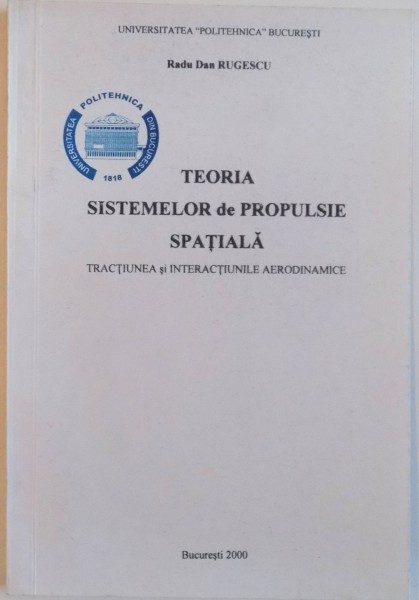 UNIVERSITATEA "POLITEHNICA" BUCUREŞTI
Radu Dan RUGESCU
UNIVERSITATEA POLITEHNICA DIN BUCUREŞTI
1818
TEORIA
SISTEMELOR de PROPULSIE
SPAŢIALĂ
TRACŢIUNEA şi INTERACŢIUNILE AERODINAMICE
Bucureşti 2000